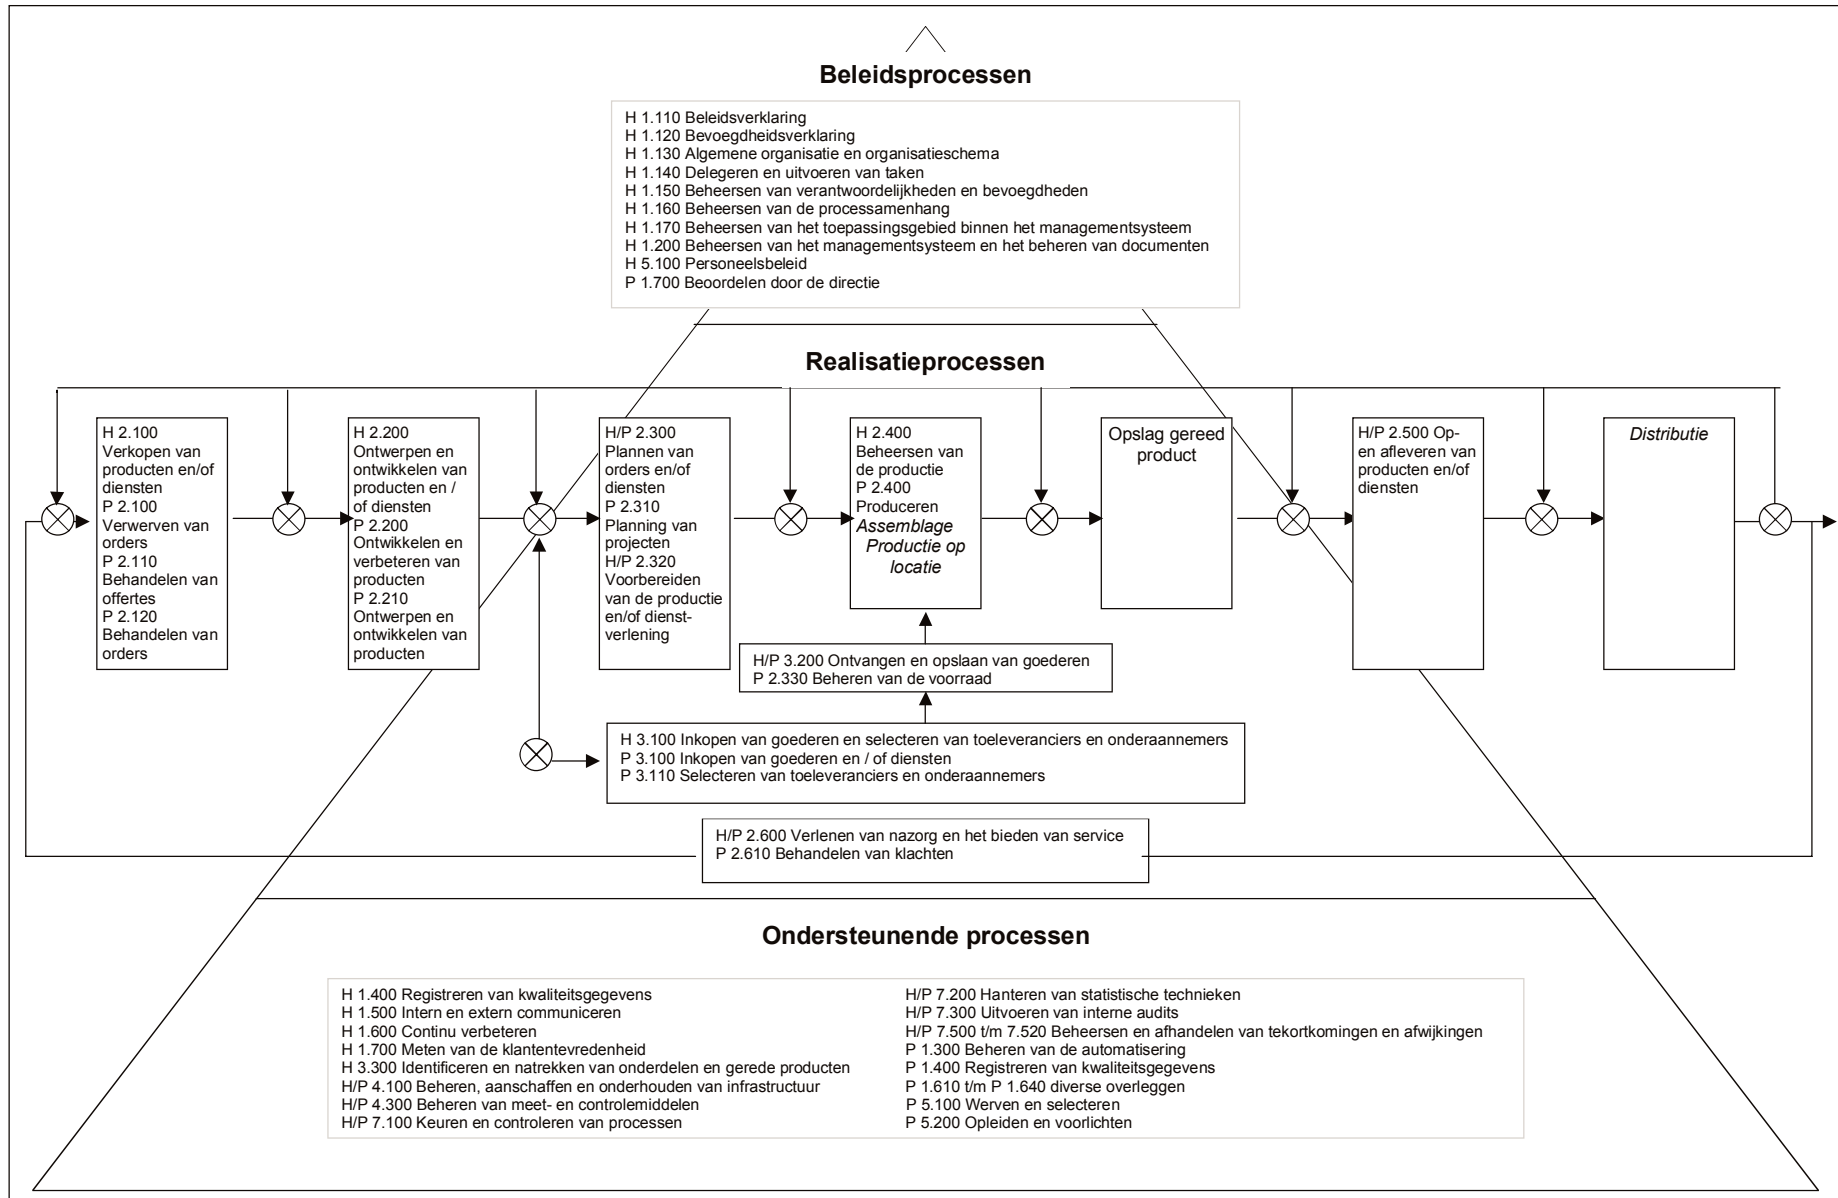 Beleidsprocessen
H 1.110 Beleidsverklaring
H 1.120 Bevoegdheidsverklaring
H 1.130 Algemene organisatie en organisatieschema
H 1.140 Delegeren en uitvoeren van taken
H 1.150 Beheersen van verantwoordelijkheden en bevoegdheden
H 1.160 Beheersen van de processamenhang
H 1.170 Beheersen van het toepassingsgebied binnen het managementsysteem
H 1.200 Beheersen van het managementsysteem en het beheren van documenten
H 5.100 Personeelsbeleid
P 1.700 Beoordelen door de directie
Realisatieprocessen
H 2.100
Verkopen van
producten en/of
diensten
P 2.100
Verwerven van
orders
P 2.110
Behandelen van
offertes
P 2.120
Behandelen van
orders
H 2.200
Ontwerpen en
ontwikkelen van
producten en /
of diensten
P 2.200
Ontwikkelen en
verbeteren van
producten
P 2.210
Ontwerpen en
ontwikkelen van
producten
H/P 2.300
Plannen van
orders en/of
diensten
P 2.310
Planning van
projecten
H/P 2.320
Voorbereiden
van de productie
en/of dienst-
verlening
H 2.400
Beheersen van
de productie
P 2.400
Produceren
Assemblage
Productie op
locatie
Opslag gereed
product
H/P 2.500 Op-
en afleveren van
producten en/of
diensten
Distributie
H/P 3.200 Ontvangen en opslaan van goederen
P 2.330 Beheren van de voorraad
H 3.100 Inkopen van goederen en selecteren van toeleveranciers en onderaannemers
P 3.100 Inkopen van goederen en / of diensten
P 3.110 Selecteren van toeleveranciers en onderaannemers
H/P 2.600 Verlenen van nazorg en het bieden van service
P 2.610 Behandelen van klachten
Ondersteunende processen
H 1.400 Registreren van kwaliteitsgegevens
H 1.500 Intern en extern communiceren
H 1.600 Continu verbeteren
H 1.700 Meten van de klantentevredenheid
H 3.300 Identificeren en natrekken van onderdelen en gerede producten
H/P 4.100 Beheren, aanschaffen en onderhouden van infrastructuur
H/P 4.300 Beheren van meet- en controlemiddelen
H/P 7.100 Keuren en controleren van processen
H/P 7.200 Hanteren van statistische technieken
H/P 7.300 Uitvoeren van interne audits
H/P 7.500 t/m 7.520 Beheersen en afhandelen van tekortkomingen en afwijkingen
P 1.300 Beheren van de automatisering
P 1.400 Registreren van kwaliteitsgegevens
P 1.610 t/m P 1.640 diverse overleggen
P 5.100 Werven en selecteren
P 5.200 Opleiden en voorlichten